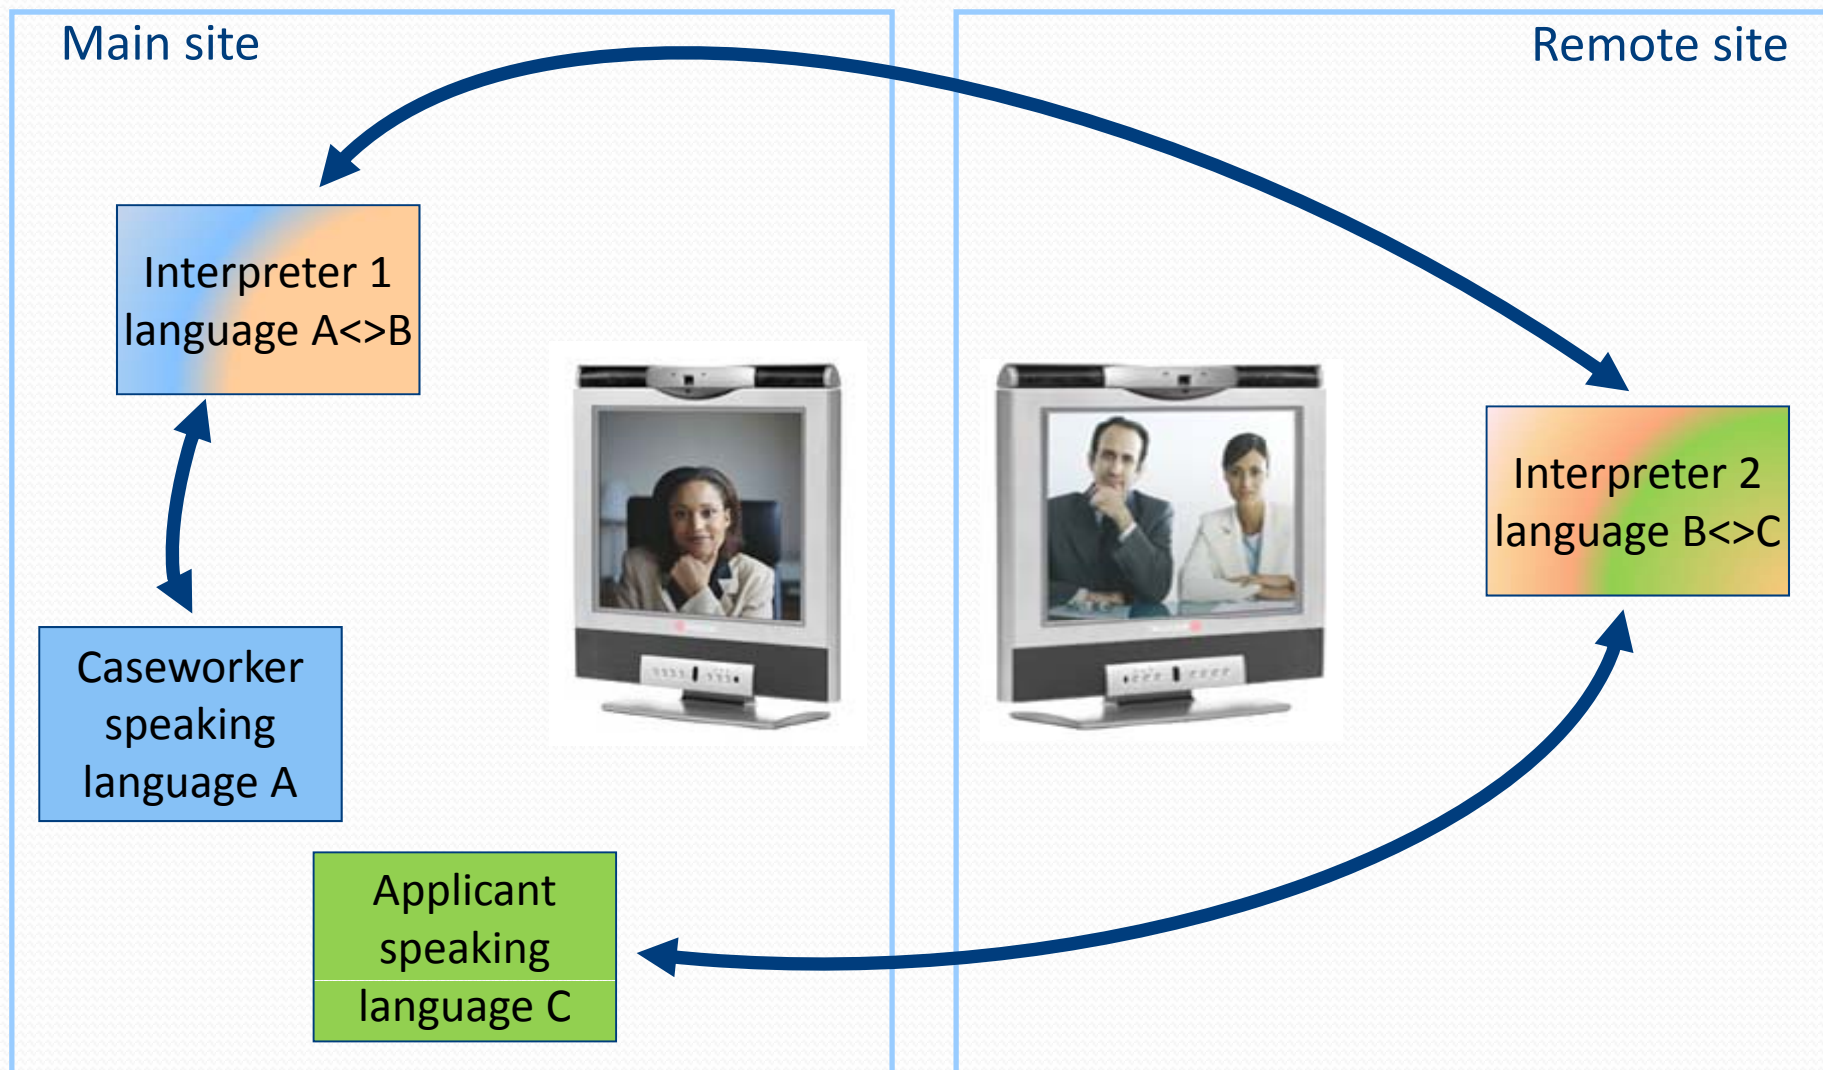 Main site
Remote site
Interpreter 1
language A<>B
Interpreter 2
language B<>C
Caseworker
speaking
language A
Applicant
speaking
language C